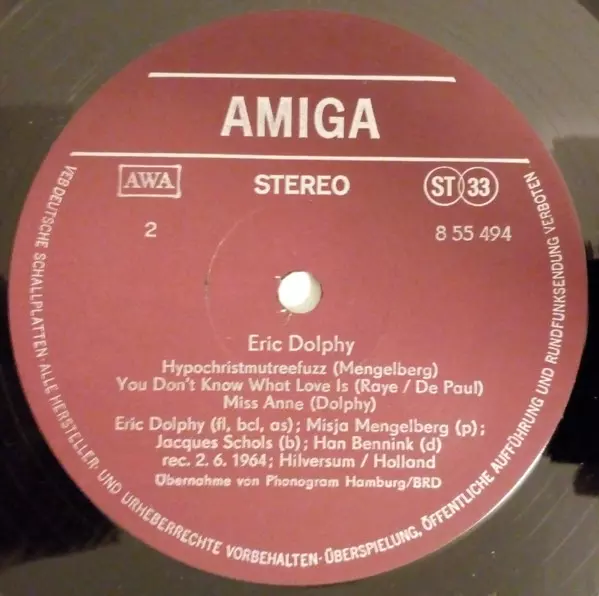 AMIGA
AWA
STEREO
ST 33
2
8 55 494
Eric Dolphy
Hypochristmutreefuzz (Mengelberg)
You Don't Know What Love Is (Raye / De Paul)
Miss Anne (Dolphy)
Eric Dolphy (fl, bcl, as); Misja Mengelberg (p);
Jacques Schols (b); Han Bennink (d)
rec. 2. 6. 1964; Hilversum / Holland
Übernahme von Phonogram Hamburg/BRD
VEB DEUTSCHE SCHALLPLATTEN · ALLE HERSTELLER- UND URHEBERRECHTE VORBEHALTEN · ÜBERSPIELUNG, ÖFFENTLICHE AUFFÜHRUNG UND RUNDFUNKSENDUNG VERBOTEN